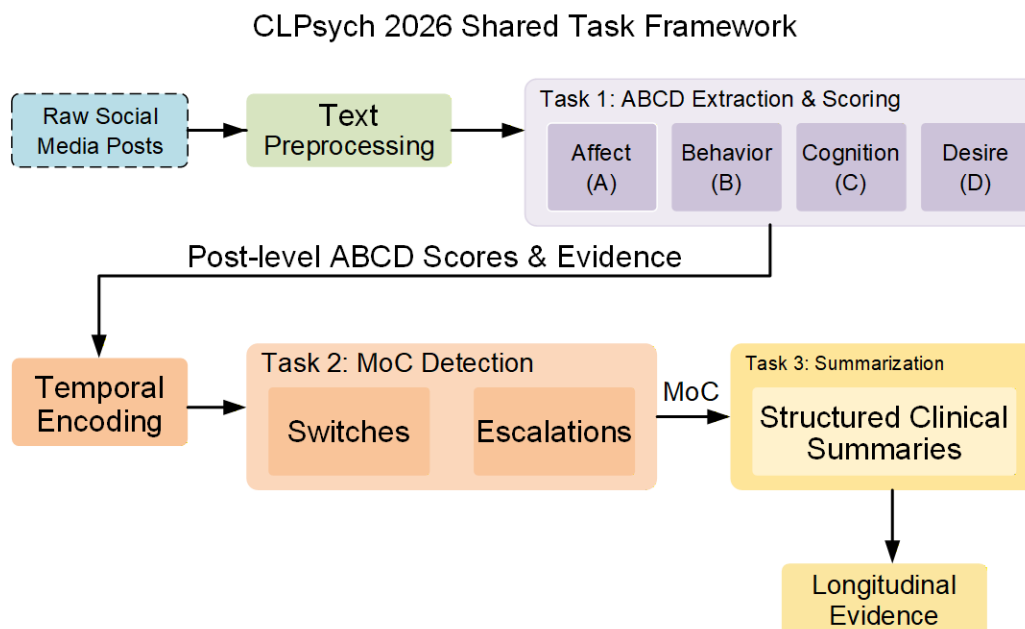 CLPsych 2026 Shared Task Framework
Raw Social
Media Posts
Text
Preprocessing
Task 1: ABCD Extraction & Scoring
Affect
(A)
Behavior
(B)
Cognition
(C)
Desire
(D)
Post-level ABCD Scores & Evidence
Temporal
Encoding
Task 2: MoC Detection
Switches
Escalations
MoC
Task 3: Summarization
Structured Clinical
Summaries
Longitudinal
Evidence